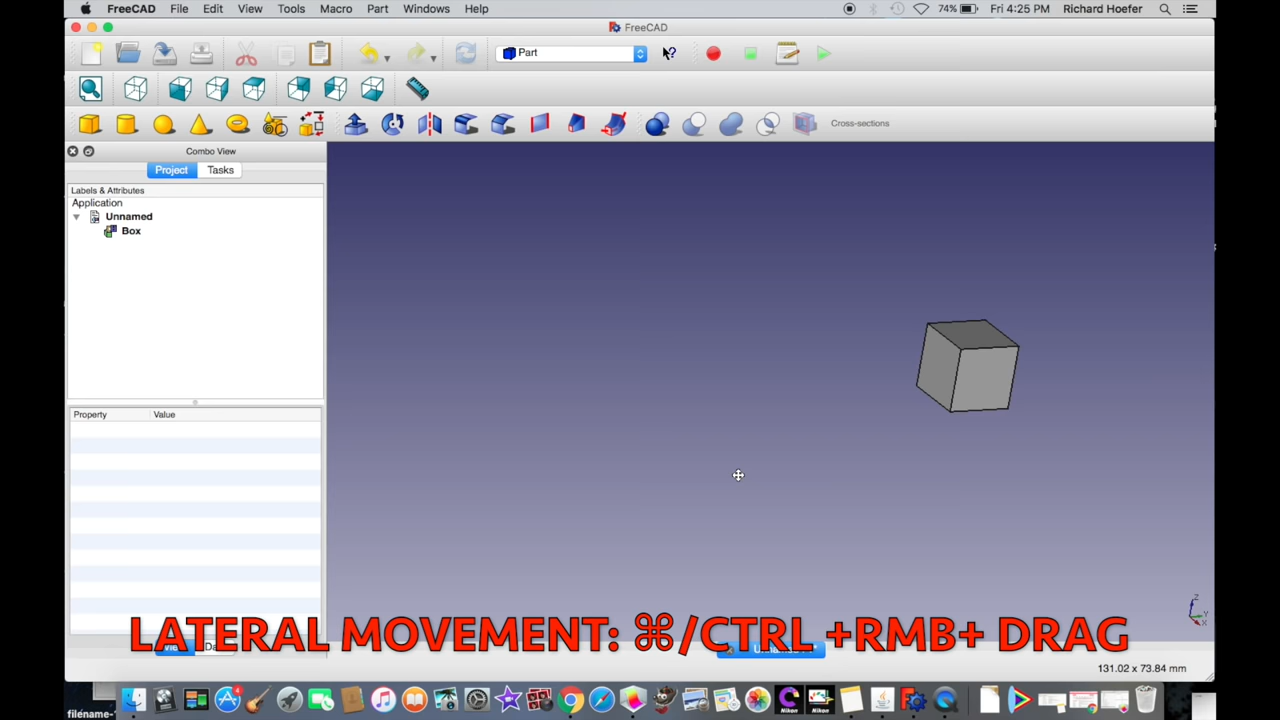 FreeCAD File Edit View Tools Macro Part Windows Help 74% Fri 4:25 PM Richard Hoefer
FreeCAD
Part
Cross-sections
Combo View
Project Tasks
Labels & Attributes
Application
Unnamed
Box
Property Value
LATERAL MOVEMENT: ⌘/CTRL +RMB+ DRAG
131.02 x 73.84 mm
filename-